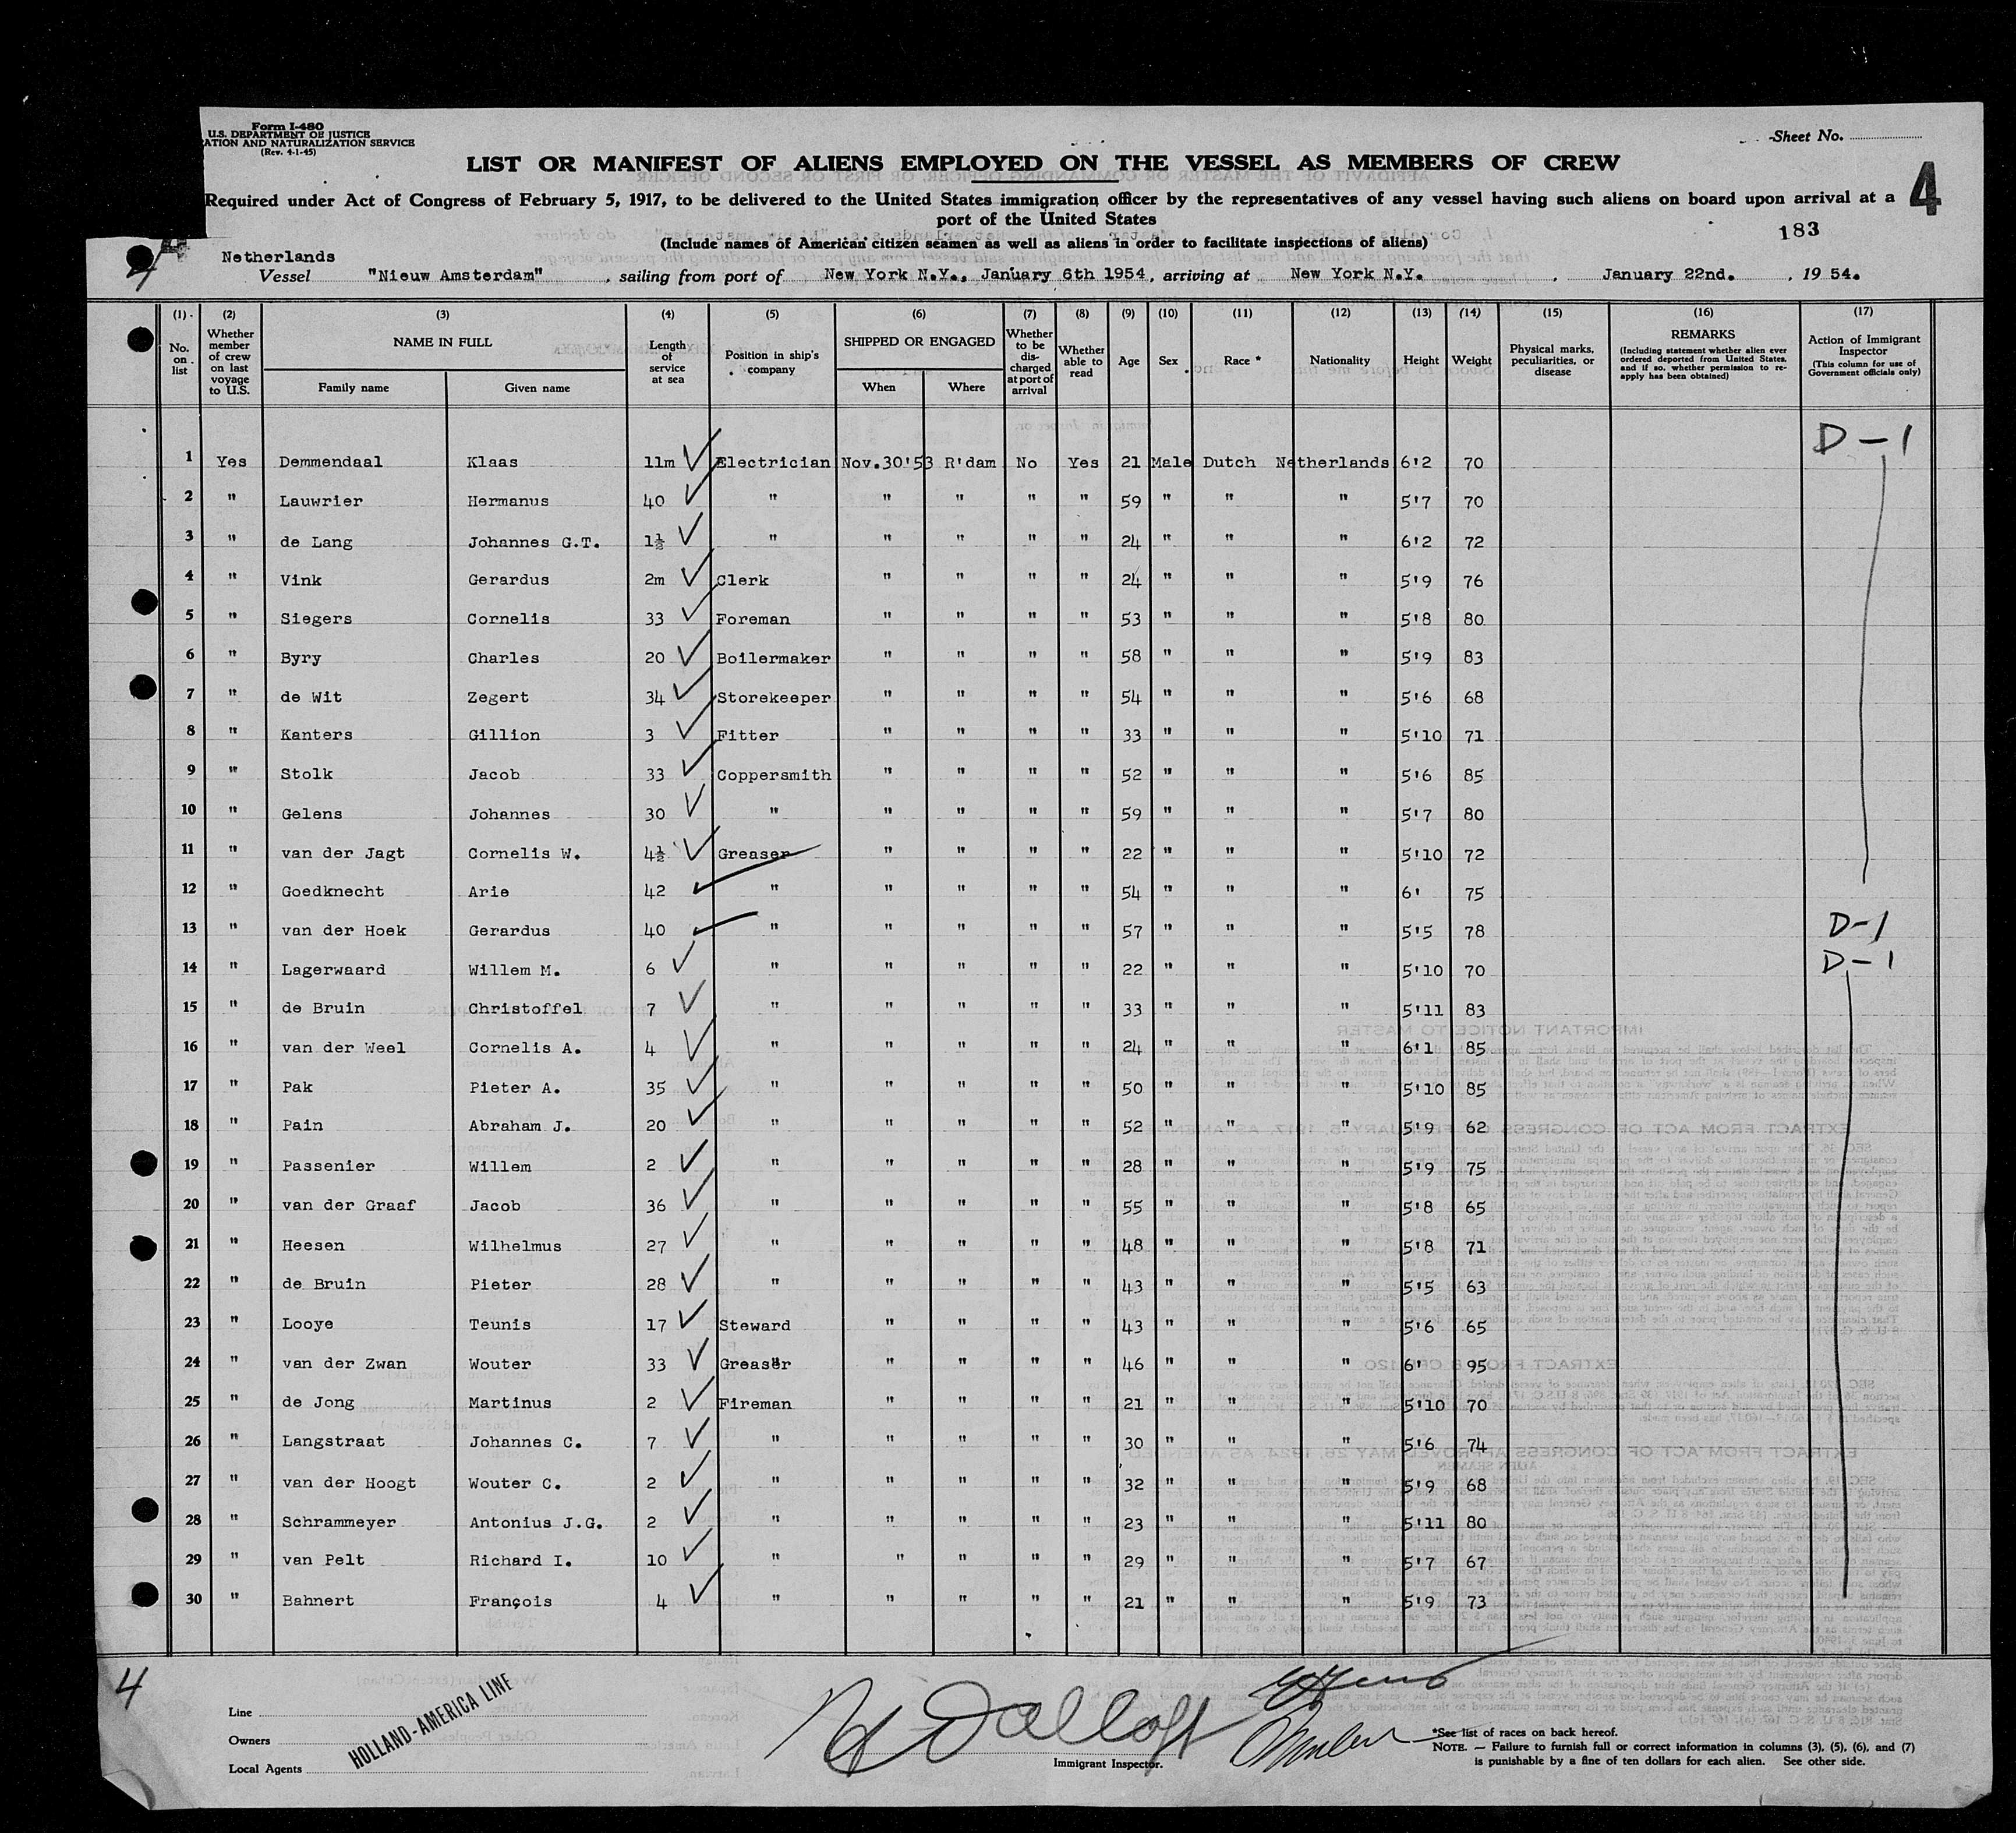 Form I-480
U.S. DEPARTMENT OF JUSTICE
ATION AND NATURALIZATION SERVICE
(Rev. 4-1-45)
Sheet No.
LIST OR MANIFEST OF ALIENS EMPLOYED ON THE VESSEL AS MEMBERS OF CREW
4
Required under Act of Congress of February 5, 1917, to be delivered to the United States immigration officer by the representatives of any vessel having such aliens on board upon arrival at a
port of the United States
183
(Include names of American citizen seamen as well as aliens in order to facilitate inspections of aliens)
4
Netherlands
Vessel "Nieuw Amsterdam", sailing from port of New York N.Y., January 6th 1954, arriving at New York N.Y., January 22nd., 1954.
(1) (2) (3) (4) (5) (6) (7) (8) (9) (10) (11) (12) (13) (14) (15) (16) (17)
No. on list Whether member of crew on last voyage to U.S. NAME IN FULL Length of service at sea Position in ship's company SHIPPED OR ENGAGED Whether to be discharged at port of arrival Whether able to read Age Sex Race * Nationality Height Weight Physical marks, peculiarities, or disease REMARKS (Including statement whether alien ever ordered deported from United States, and if so, whether permission to re-apply has been obtained) Action of Immigrant Inspector (This column for use of Government officials only)
Family name Given name When Where
D-1
1 Yes Demmendaal Klaas 11m Electrician Nov.30'53 R'dam No Yes 21 Male Dutch Netherlands 6'2 70
2 " Lauwrier Hermanus 40 " " " " " 59 " " " 5'7 70
3 " de Lang Johannes G.T. 1½ " " " " " 24 " " " 6'2 72
4 " Vink Gerardus 2m Clerk " " " " 24 " " " 5'9 76
5 " Siegers Cornelis 33 Foreman " " " " 53 " " " 5'8 80
6 " Byry Charles 20 Boilermaker " " " " 58 " " " 5'9 83
7 " de Wit Zegert 34 Storekeeper " " " " 54 " " " 5'6 68
8 " Kanters Gillion 3 Fitter " " " " 33 " " " 5'10 71
9 " Stolk Jacob 33 Coppersmith " " " " 52 " " " 5'6 85
10 " Gelens Johannes 30 " " " " " 59 " " " 5'7 80
11 " van der Jagt Cornelis W. 4½ Greaser " " " " 22 " " " 5'10 72
12 " Goedknecht Arie 42 " " " " " 54 " " " 6' 75
13 " van der Hoek Gerardus 40 " " " " " 57 " " " 5'5 78 D-1
14 " Lagerwaard Willem M. 6 " " " " " 22 " " " 5'10 70 D-1
15 " de Bruin Christoffel 7 " " " " " 33 " " " 5'11 83
16 " van der Weel Cornelis A. 4 " " " " " 24 " " " 6'1 85
17 " Pak Pieter A. 35 " " " " " 50 " " " 5'10 85
18 " Pain Abraham J. 20 " " " " " 52 " " " 5'9 62
19 " Passenier Willem 2 " " " " " 28 " " " 5'9 75
20 " van der Graaf Jacob 36 " " " " " 55 " " " 5'8 65
21 " Heesen Wilhelmus 27 " " " " " 48 " " " 5'8 71
22 " de Bruin Pieter 28 " " " " " 43 " " " 5'5 63
23 " Looye Teunis 17 Steward " " " " 43 " " " 5'6 65
24 " van der Zwan Wouter 33 Greaser " " " " 46 " " " 6' 95
25 " de Jong Martinus 2 Fireman " " " " 21 " " " 5'10 70
26 " Langstraat Johannes C. 7 " " " " " 30 " " " 5'6 74
27 " van der Hoogt Wouter C. 2 " " " " " 32 " " " 5'9 68
28 " Schrammeyer Antonius J.G. 2 " " " " " 23 " " " 5'11 80
29 " van Pelt Richard I. 10 " " " " " 29 " " " 5'7 67
30 " Bahnert François 4 " " " " " 21 " " " 5'9 73
4
Line
Owners
Local Agents
HOLLAND-AMERICA LINE
Immigrant Inspector.
*See list of races on back hereof.
NOTE. — Failure to furnish full or correct information in columns (3), (5), (6), and (7)
is punishable by a fine of ten dollars for each alien. See other side.